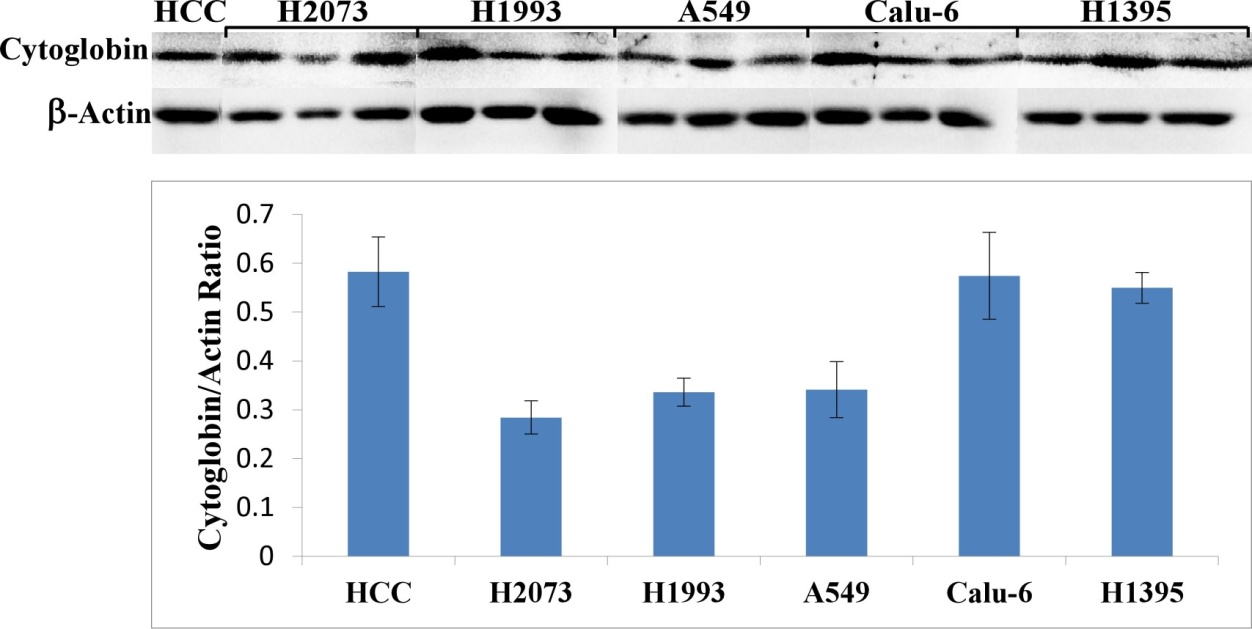 HCC H2073 H1993 A549 Calu-6 H1395
Cytoglobin
β-Actin
Cytoglobin/Actin Ratio
0.7
0.6
0.5
0.4
0.3
0.2
0.1
0
HCC H2073 H1993 A549 Calu-6 H1395